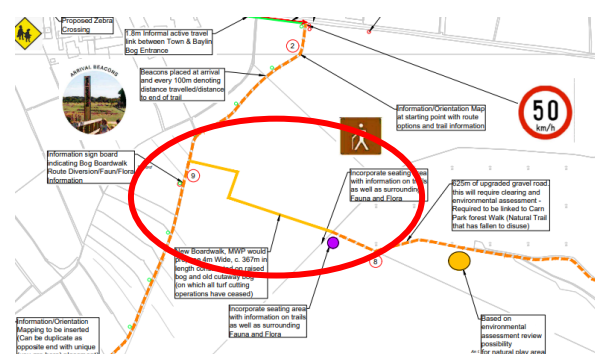 Proposed Zebra
Crossing
1.8m Informal active travel
link between Town & Baylin
Bog Entrance
2
ARRIVAL BEACONS
Beacons placed at arrival
and every 100m denoting
distance travelled/distance
to end of trail
Information/Orientation Map
at starting point with route
options and trail information
50
km/h
Information sign board
indicating Bog Boardwalk
Route Diversion/Faun/Flora
Information
9
Incorporate seating area
with information on trails
as well as surrounding
Fauna and Flora
625m of upgraded gravel road.
this will require clearing and
environmental assessment -
Required to be linked to Carn
Park forest Walk (Natural Trail
that has fallen to disuse)
New Boardwalk, MWP would
4m Wide, c. 367m in
length on raised
bog and old cutaway bog
(on which all turf cutting
operations have ceased)
8
Incorporate seating area
with information on trails
as well as surrounding
Fauna and Flora
Based on
environmental
assessment review
possibility
for natural play area
Information/Orientation
Mapping to be inserted
(Can be duplicate as
opposite end with unique